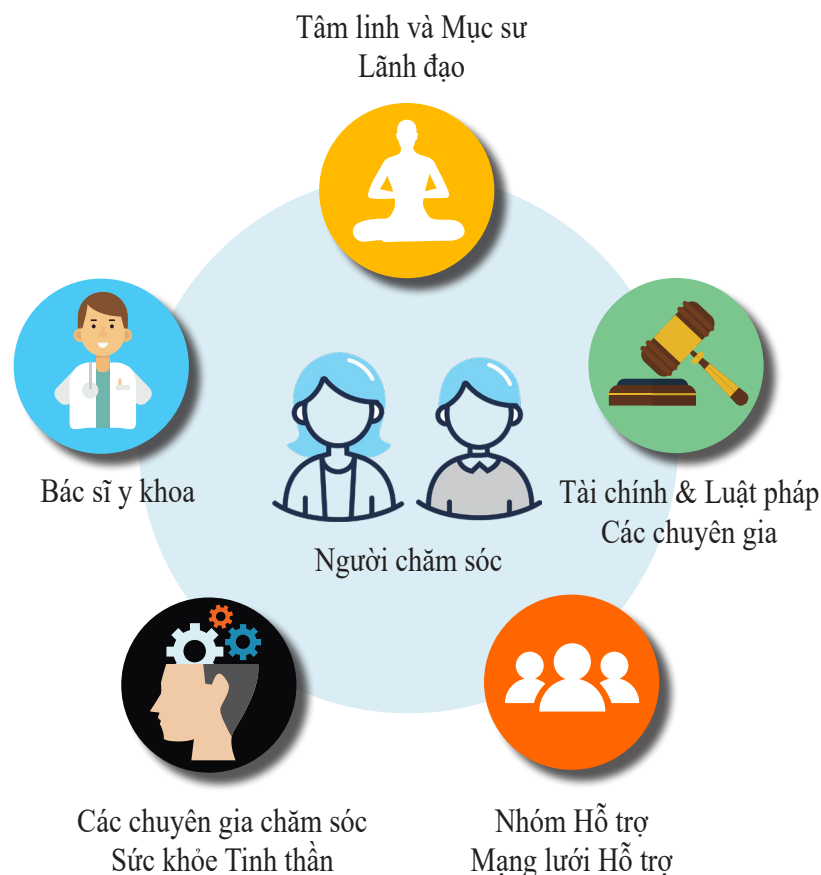 Tâm linh và Mục sư
Lãnh đạo
Bác sĩ y khoa
Tài chính & Luật pháp
Các chuyên gia
Người chăm sóc
Các chuyên gia chăm sóc
Sức khỏe Tinh thần
Nhóm Hỗ trợ
Mạng lưới Hỗ trợ